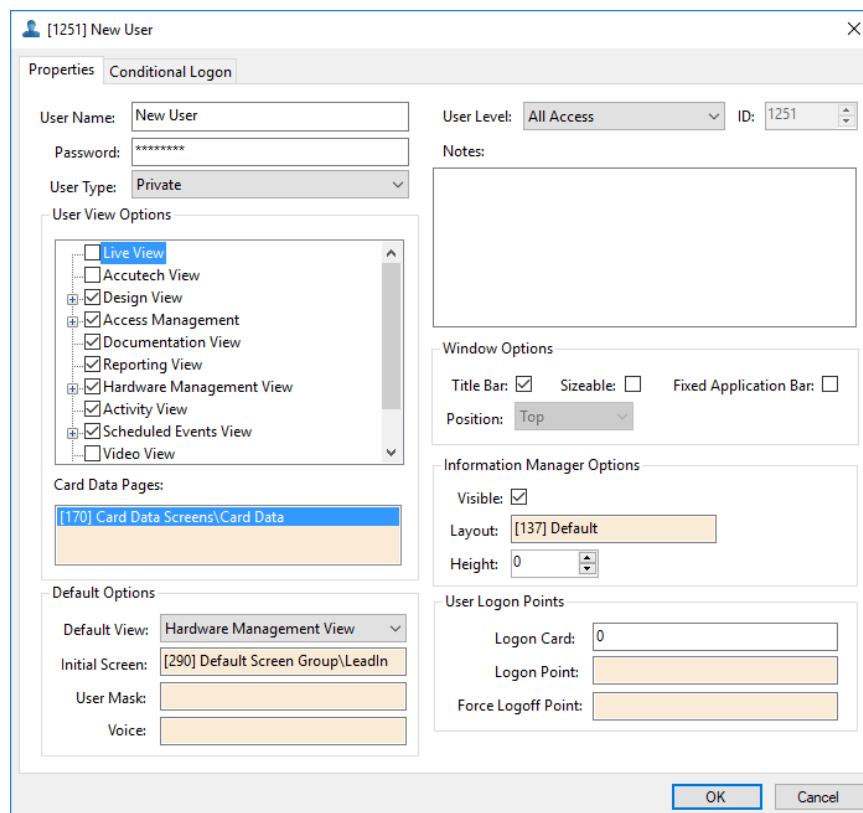 [1251] New User
Properties
Conditional Logon
User Name: New User
Password: ********
User Type: Private
User View Options
Live View
Accutech View
Design View
Access Management
Documentation View
Reporting View
Hardware Management View
Activity View
Scheduled Events View
Video View
Card Data Pages:
[170] Card Data Screens\Card Data
Default Options
Default View: Hardware Management View
Initial Screen: [290] Default Screen Group\LeadIn
User Mask:
Voice:
User Level: All Access ID: 1251
Notes:
Window Options
Title Bar: Sizeable: Fixed Application Bar:
Position: Top
Information Manager Options
Visible:
Layout: [137] Default
Height: 0
User Logon Points
Logon Card: 0
Logon Point:
Force Logoff Point:
OK Cancel